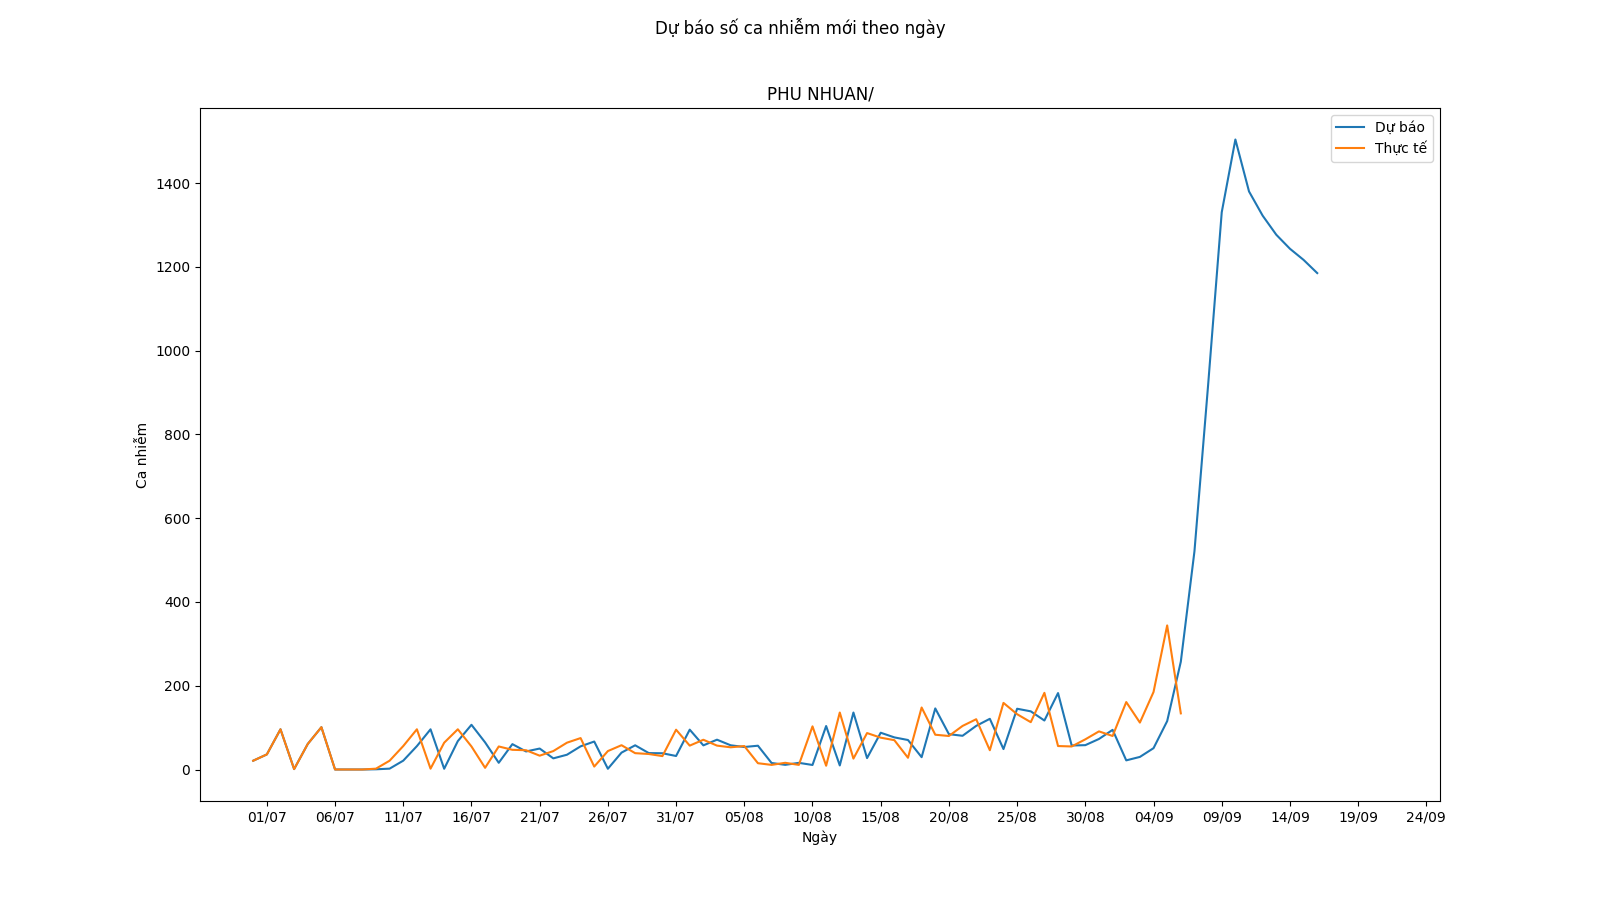 Dự báo số ca nhiễm mới theo ngày
PHU NHUAN/
Dự báo
Thực tế
1400
1200
1000
800
600
400
200
0
Ca nhiễm
01/07 06/07 11/07 16/07 21/07 26/07 31/07 05/08 10/08 15/08 20/08 25/08 30/08 04/09 09/09 14/09 19/09 24/09
Ngày